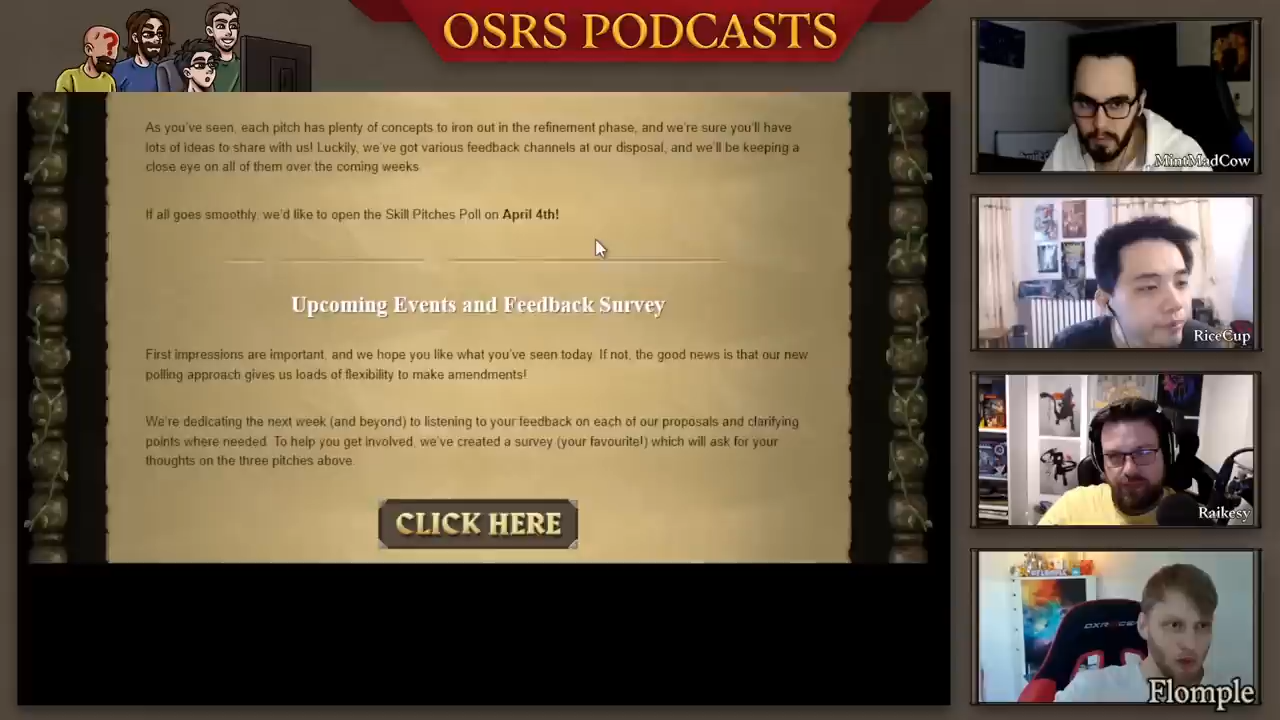 OSRS PODCASTS
As you've seen, each pitch has plenty of concepts to iron out in the refinement phase, and we're sure you'll have
lots of ideas to share with us! Luckily, we've got various feedback channels at our disposal, and we'll be keeping a
close eye on all of them over the coming weeks.
If all goes smoothly, we'd like to open the Skill Pitches Poll on April 4th!
Upcoming Events and Feedback Survey
First impressions are important, and we hope you like what you've seen today. If not, the good news is that our new
polling approach gives us loads of flexibility to make amendments!
We're dedicating the next week (and beyond) to listening to your feedback on each of our proposals and clarifying
points where needed. To help you get involved, we've created a survey (your favourite!) which will ask for your
thoughts on the three pitches above.
CLICK HERE
MintMadCow
RiceCup
Raikesy
Flomple